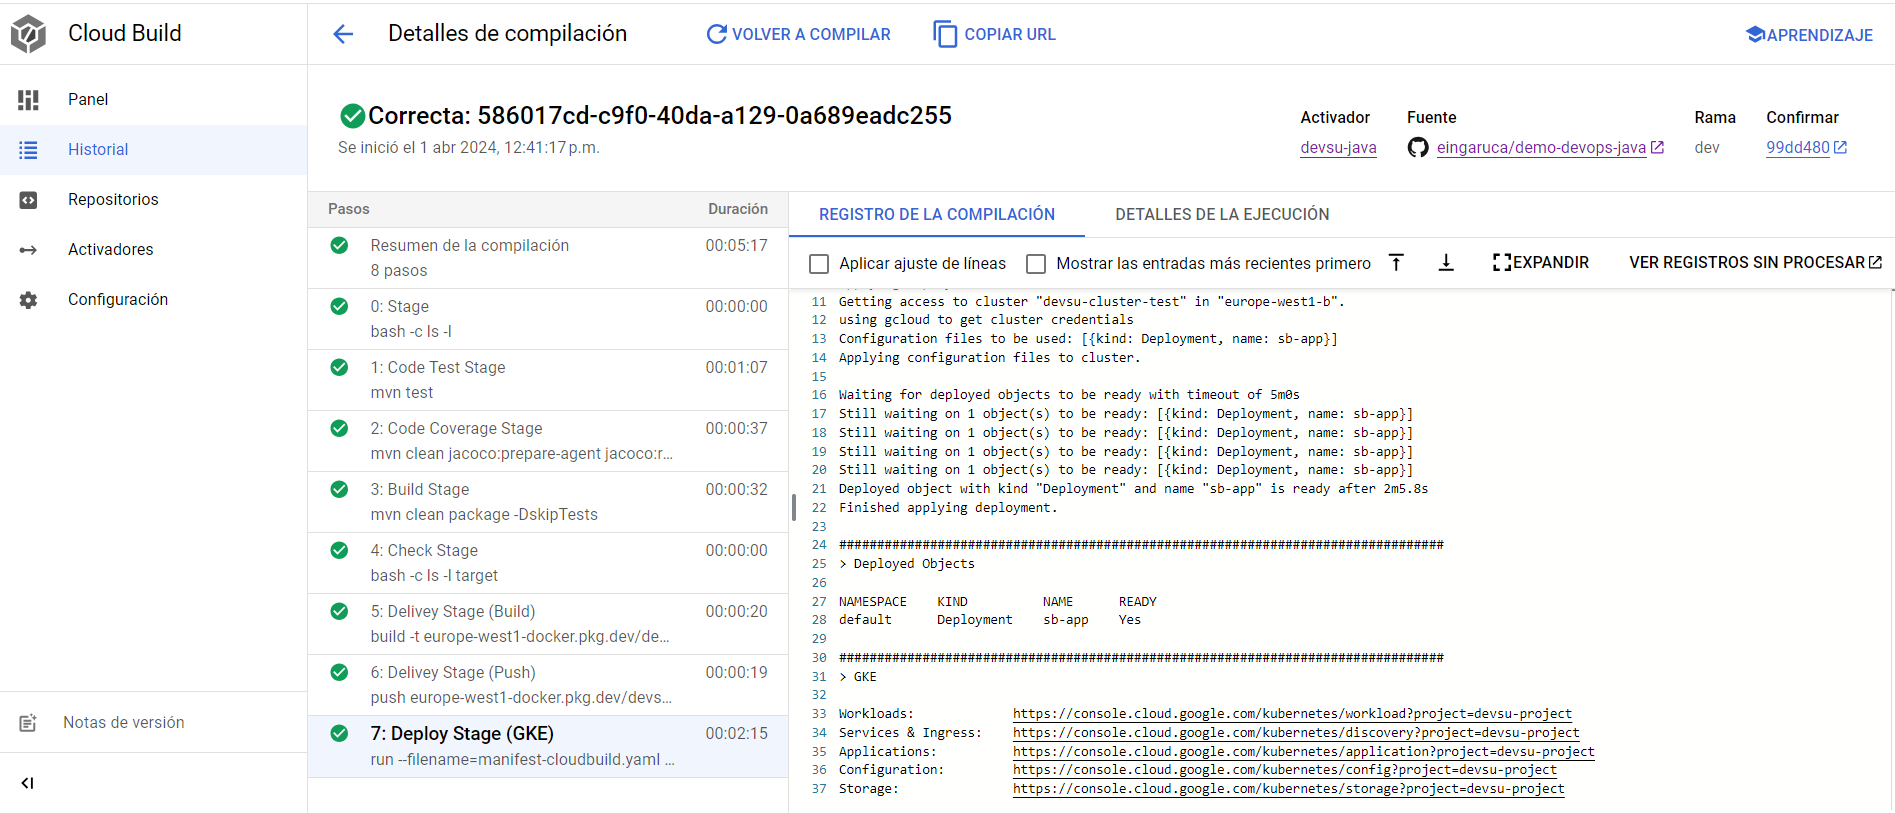 Cloud Build
Detalles de compilación
VOLVER A COMPILAR
COPIAR URL
APRENDIZAJE
Panel
Historial
Repositorios
Activadores
Configuración
Notas de versión
Correcta: 586017cd-c9f0-40da-a129-0a689eadc255
Se inició el 1 abr 2024, 12:41:17 p.m.
Activador
devsu-java
Fuente
eingaruca/demo-devops-java
Rama
dev
Confirmar
99dd480
Pasos Duración
Resumen de la compilación 00:05:17
8 pasos
0: Stage 00:00:00
bash -c ls -l
1: Code Test Stage 00:01:07
mvn test
2: Code Coverage Stage 00:00:37
mvn clean jacoco:prepare-agent jacoco:r...
3: Build Stage 00:00:32
mvn clean package -DskipTests
4: Check Stage 00:00:00
bash -c ls -l target
5: Delivey Stage (Build) 00:00:20
build -t europe-west1-docker.pkg.dev/de...
6: Delivey Stage (Push) 00:00:19
push europe-west1-docker.pkg.dev/devs...
7: Deploy Stage (GKE) 00:02:15
run --filename=manifest-cloudbuild.yaml ...
REGISTRO DE LA COMPILACIÓN
DETALLES DE LA EJECUCIÓN
Aplicar ajuste de líneas
Mostrar las entradas más recientes primero
EXPANDIR
VER REGISTROS SIN PROCESAR
11 Getting access to cluster "devsu-cluster-test" in "europe-west1-b".
12 using gcloud to get cluster credentials
13 Configuration files to be used: [{kind: Deployment, name: sb-app}]
14 Applying configuration files to cluster.
15
16 Waiting for deployed objects to be ready with timeout of 5m0s
17 Still waiting on 1 object(s) to be ready: [{kind: Deployment, name: sb-app}]
18 Still waiting on 1 object(s) to be ready: [{kind: Deployment, name: sb-app}]
19 Still waiting on 1 object(s) to be ready: [{kind: Deployment, name: sb-app}]
20 Still waiting on 1 object(s) to be ready: [{kind: Deployment, name: sb-app}]
21 Deployed object with kind "Deployment" and name "sb-app" is ready after 2m5.8s
22 Finished applying deployment.
23
24 ################################################################################
25 > Deployed Objects
26
27 NAMESPACE KIND NAME READY
28 default Deployment sb-app Yes
29
30 ################################################################################
31 > GKE
32
33 Workloads: https://console.cloud.google.com/kubernetes/workload?project=devsu-project
34 Services & Ingress: https://console.cloud.google.com/kubernetes/discovery?project=devsu-project
35 Applications: https://console.cloud.google.com/kubernetes/application?project=devsu-project
36 Configuration: https://console.cloud.google.com/kubernetes/config?project=devsu-project
37 Storage: https://console.cloud.google.com/kubernetes/storage?project=devsu-project